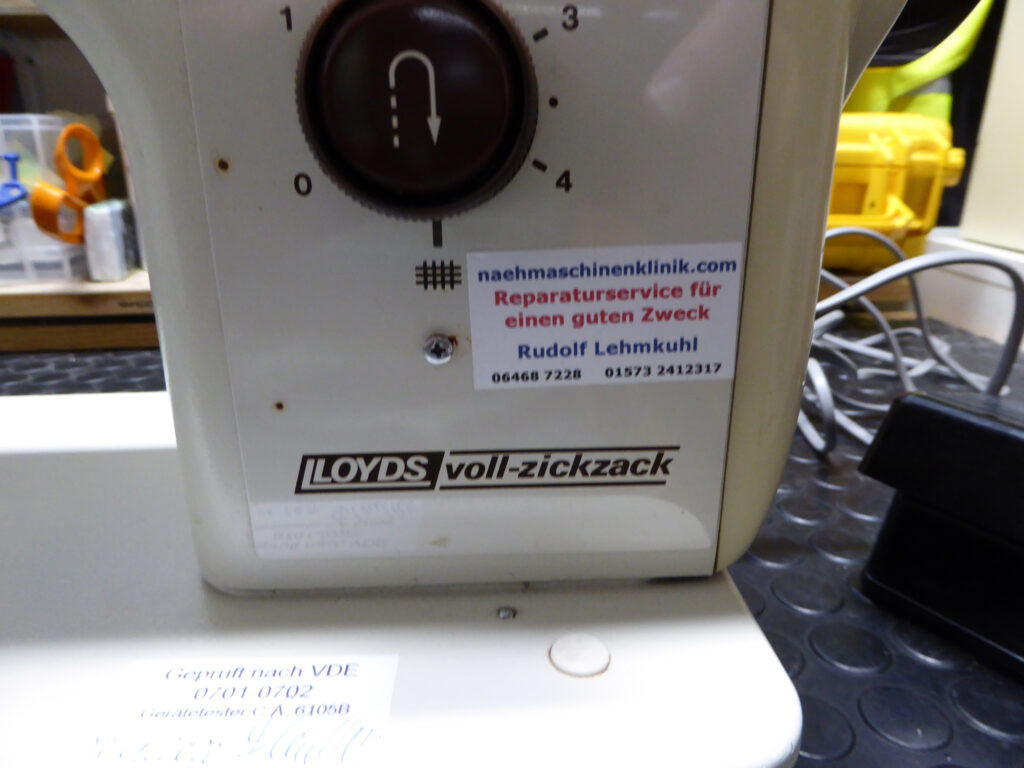 1
3
0
4
naehmaschinenklinik.com
Reparaturservice für
einen guten Zweck
Rudolf Lehmkuhl
06468 7228 01573 2412317
LLOYDS voll-zickzack
Geprüft nach VDE
0701 0702
Gerätetester C.A. 6105B